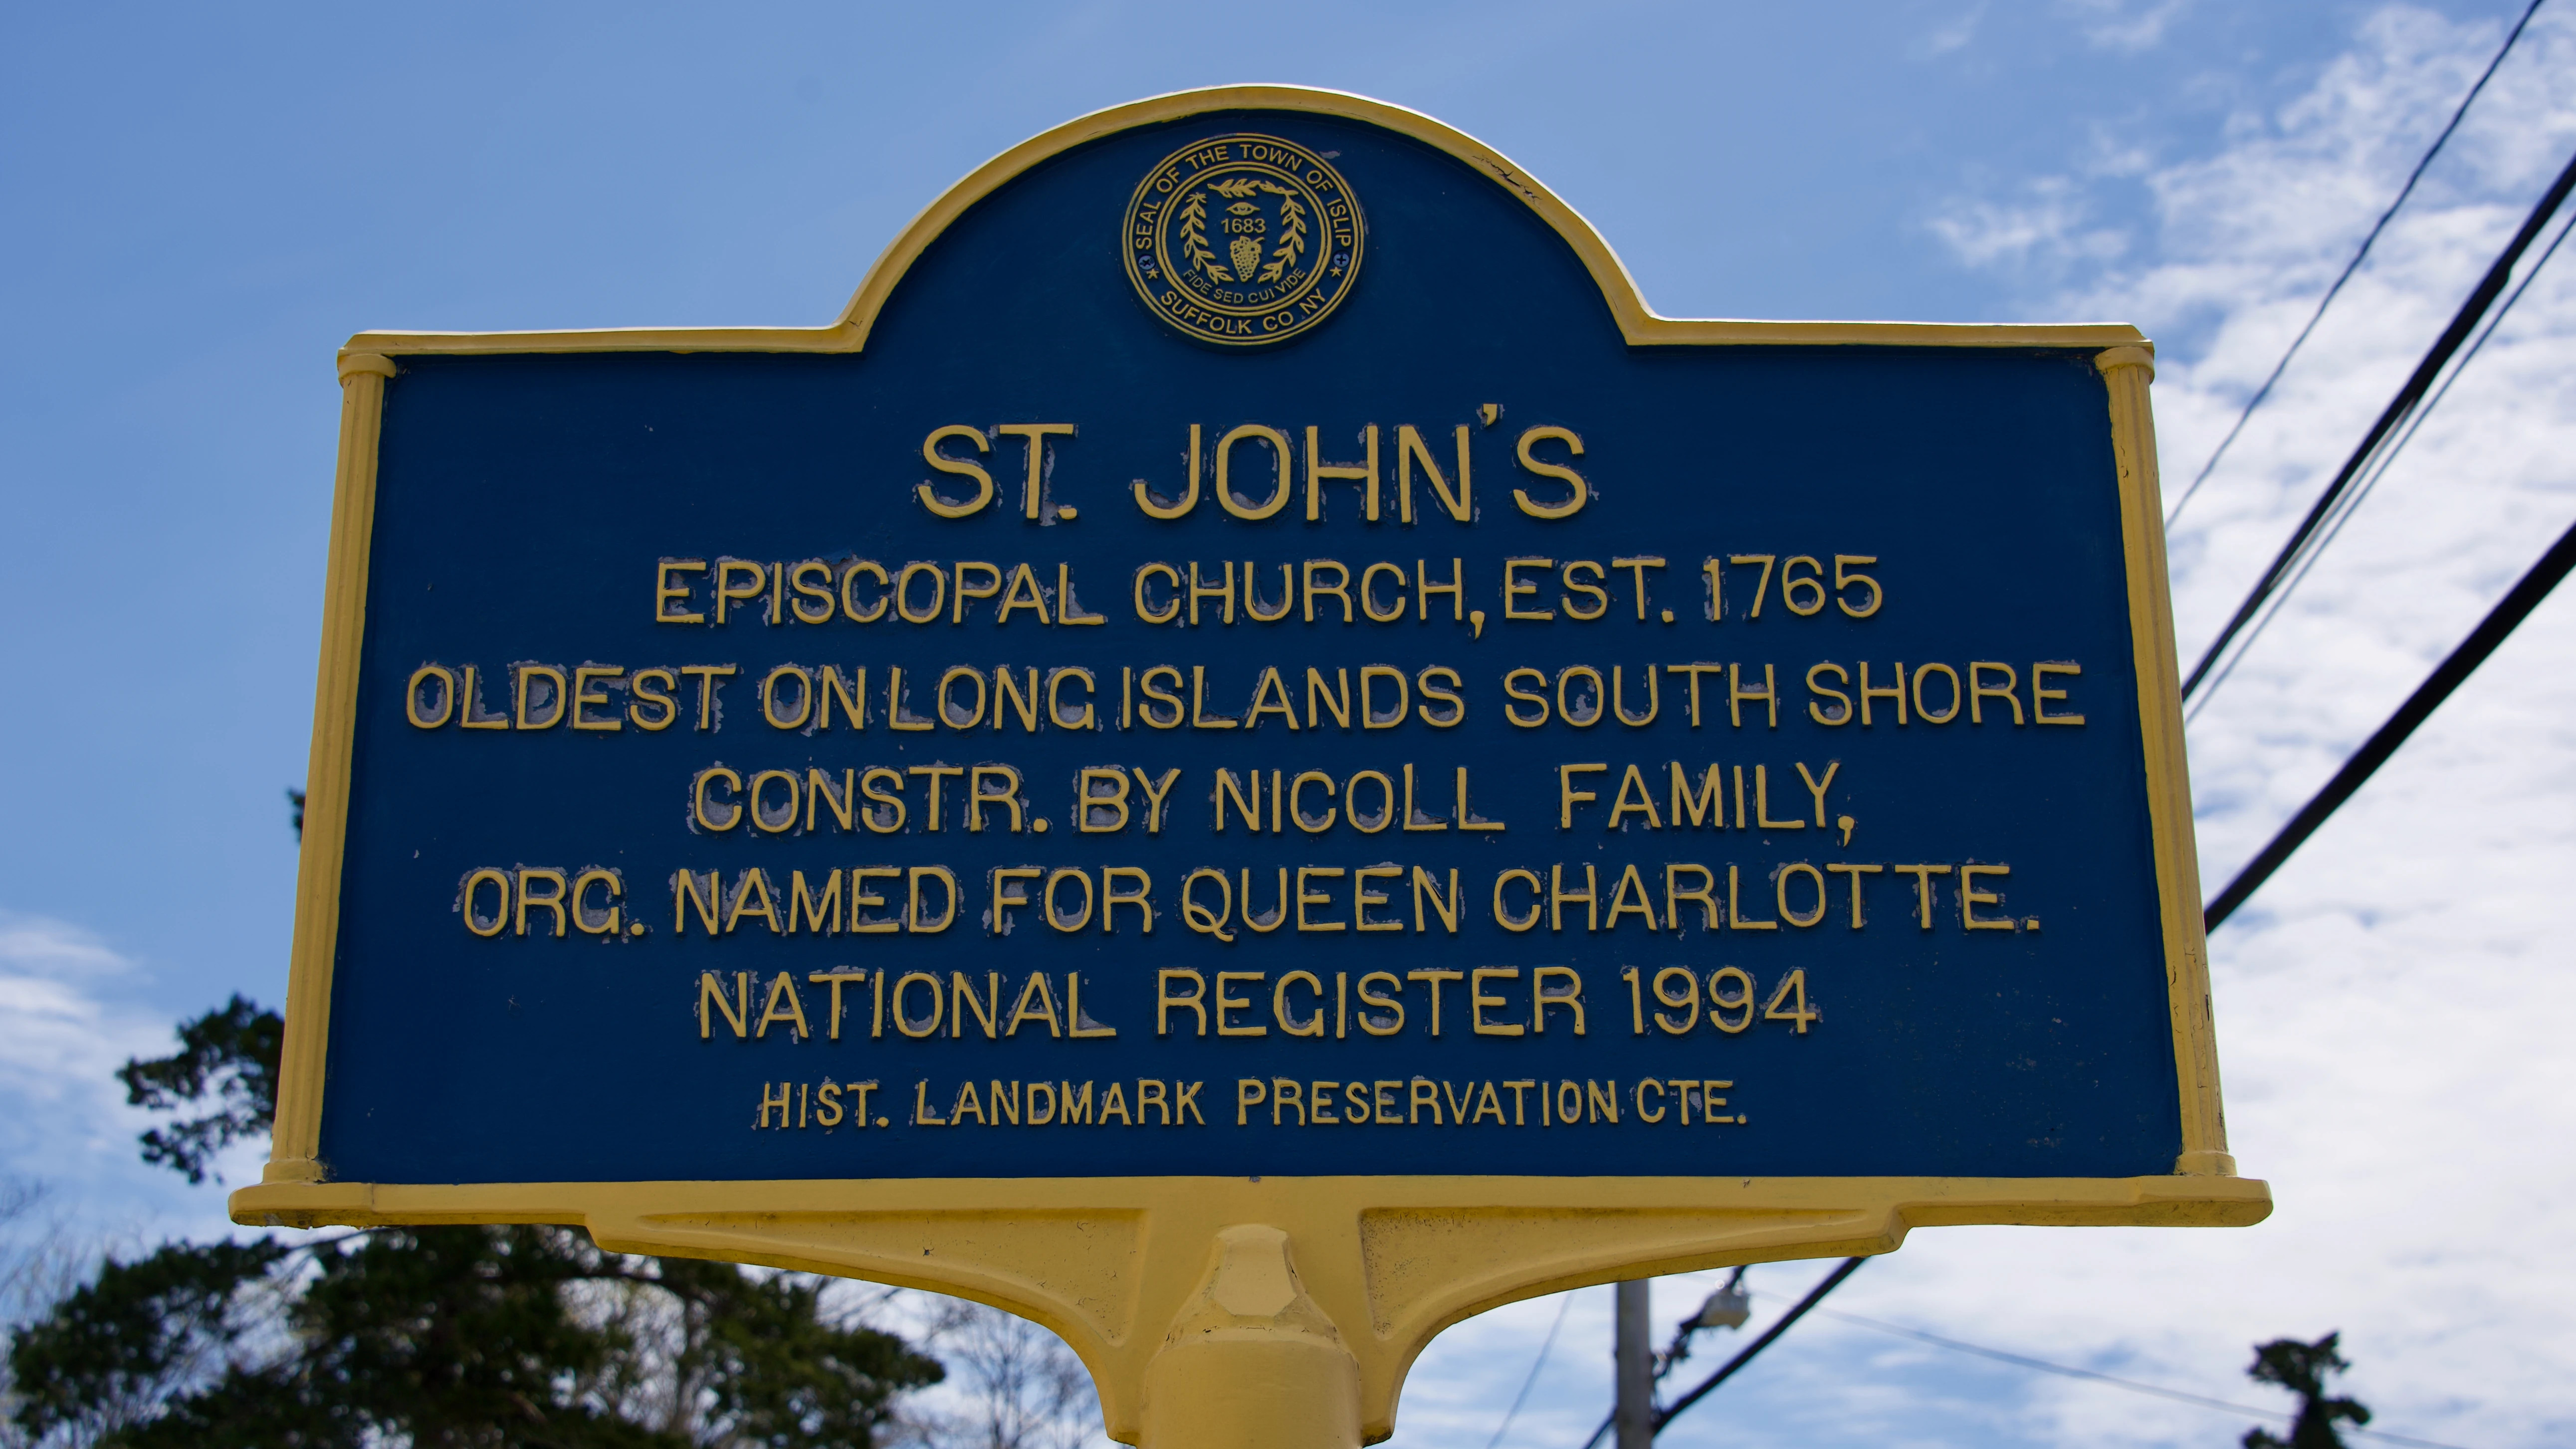 SEAL OF THE TOWN OF ISLIP
1683
FIDE SED CUI VIDE
SUFFOLK CO NY
ST. JOHN'S
EPISCOPAL CHURCH, EST. 1765
OLDEST ON LONG ISLANDS SOUTH SHORE
CONSTR. BY NICOLL FAMILY,
ORG. NAMED FOR QUEEN CHARLOTTE.
NATIONAL REGISTER 1994
HIST. LANDMARK PRESERVATION CTE.